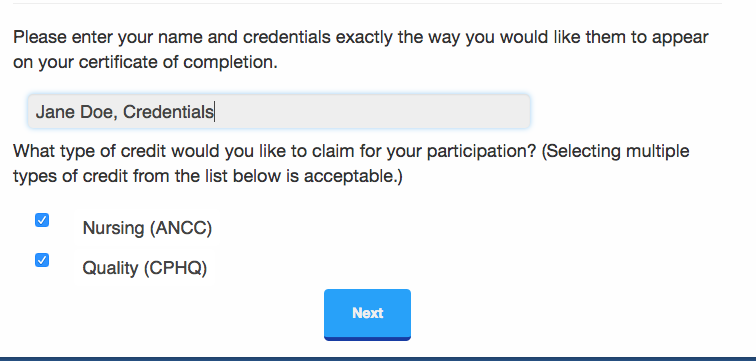 Please enter your name and credentials exactly the way you would like them to appear
on your certificate of completion.
Jane Doe, Credentials
What type of credit would you like to claim for your participation? (Selecting multiple
types of credit from the list below is acceptable.)
Nursing (ANCC)
Quality (CPHQ)
Next